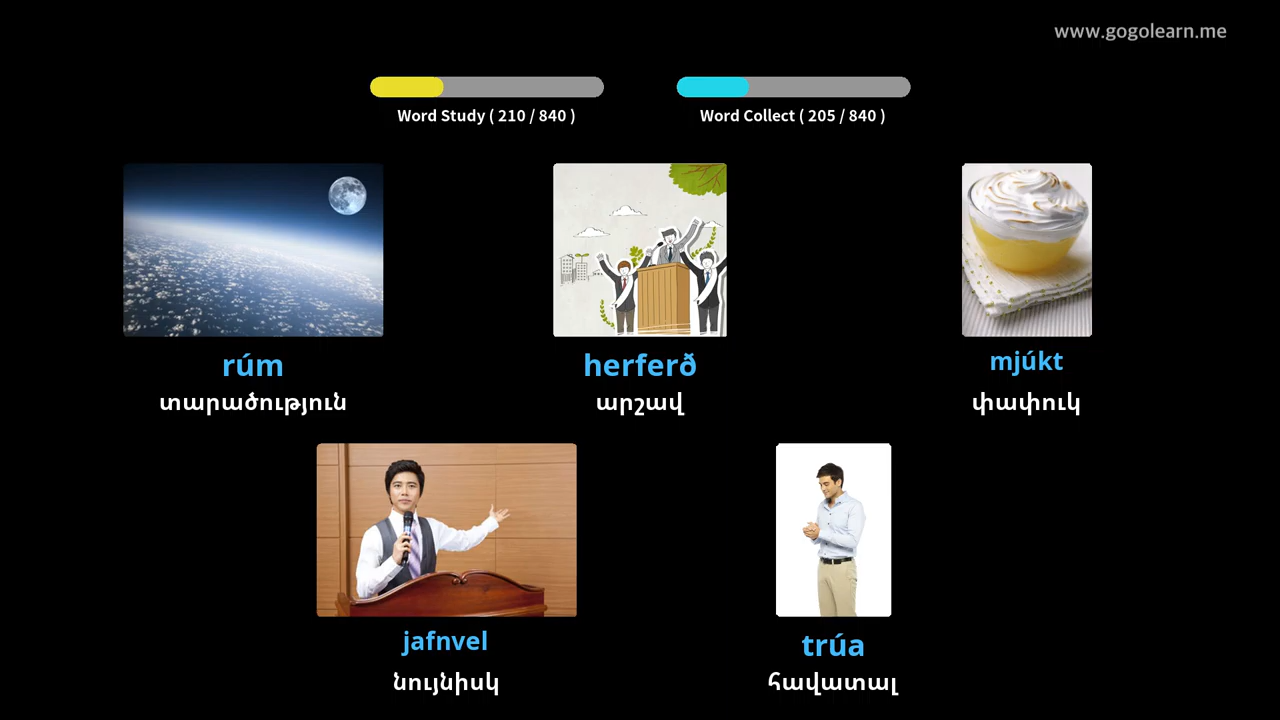 www.gogolearn.me
Word Study ( 210 / 840 )
Word Collect ( 205 / 840 )
rúm
տարածություն
herferð
արշավ
mjúkt
փափուկ
jafnvel
նույնիսկ
trúa
հավատալ